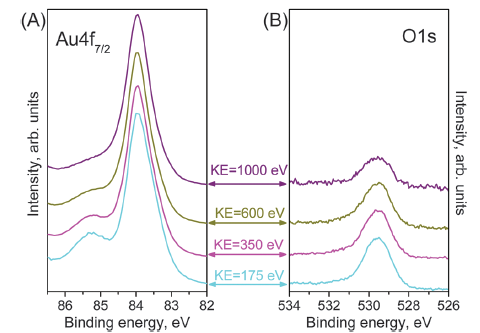 (A)
Au4f7/2
Intensity, arb. units
86 85 84 83 82
Binding energy, eV
KE=1000 eV
KE=600 eV
KE=350 eV
KE=175 eV
(B)
O1s
Intensity, arb. units
534 532 530 528 526
Binding energy, eV